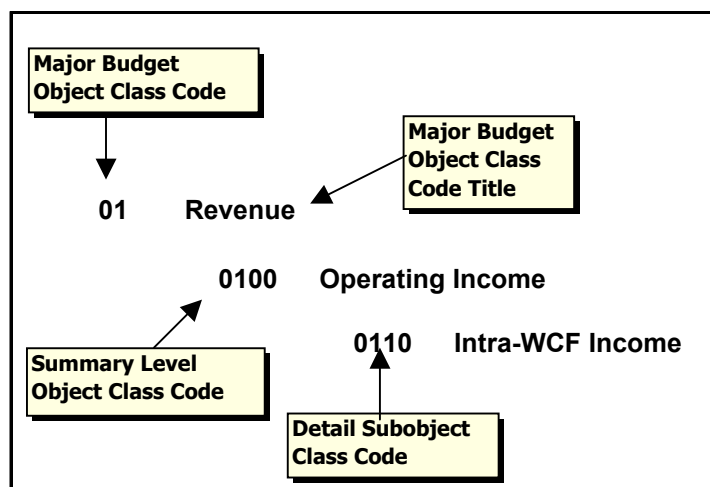 Major Budget
Object Class Code
Major Budget
Object Class
Code Title
01 Revenue
0100 Operating Income
0110 Intra-WCF Income
Summary Level
Object Class Code
Detail Subobject
Class Code